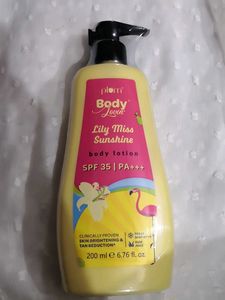 plum
Body
Lovin'
Lily Miss
Sunshine
body lotion
SPF 35 | PA+++
CLINICALLY PROVEN
SKIN BRIGHTENING &
TAN REDUCTION*
200 ml ℮ 6.76 fl.oz.